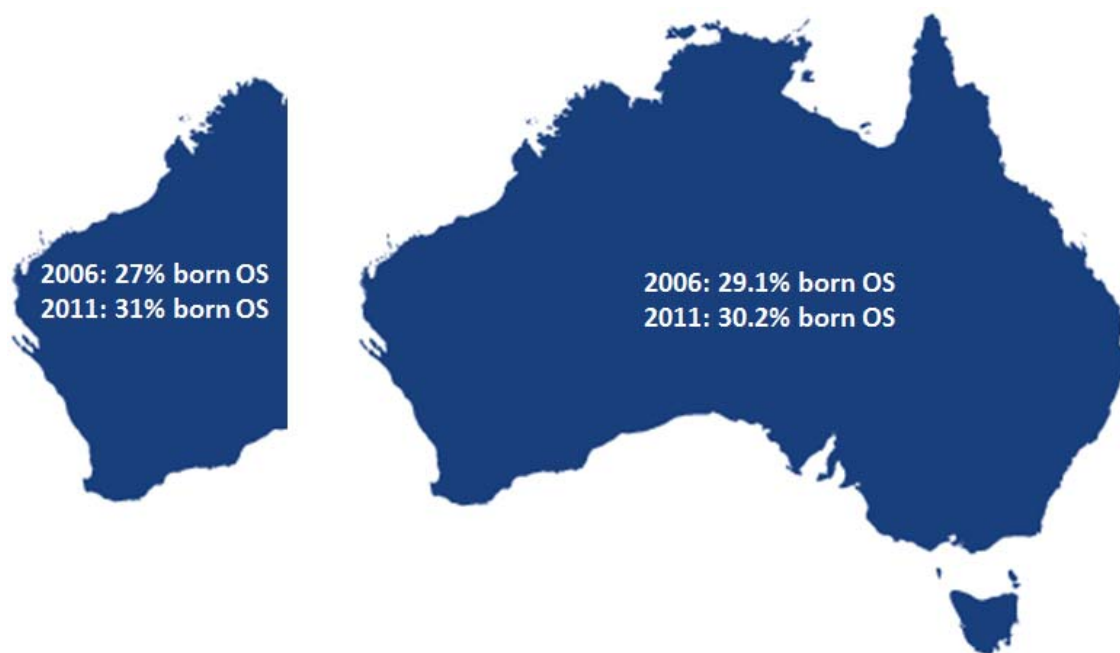 2006: 27% born OS
2011: 31% born OS
2006: 29.1% born OS
2011: 30.2% born OS